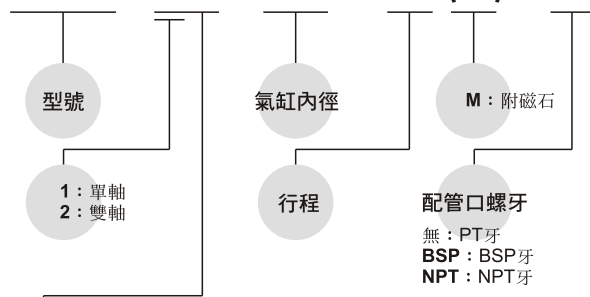 型號
氣缸內徑
M：附磁石
1：單軸
2：雙軸
行程
配管口螺牙
無：PT牙
BSP：BSP牙
NPT：NPT牙